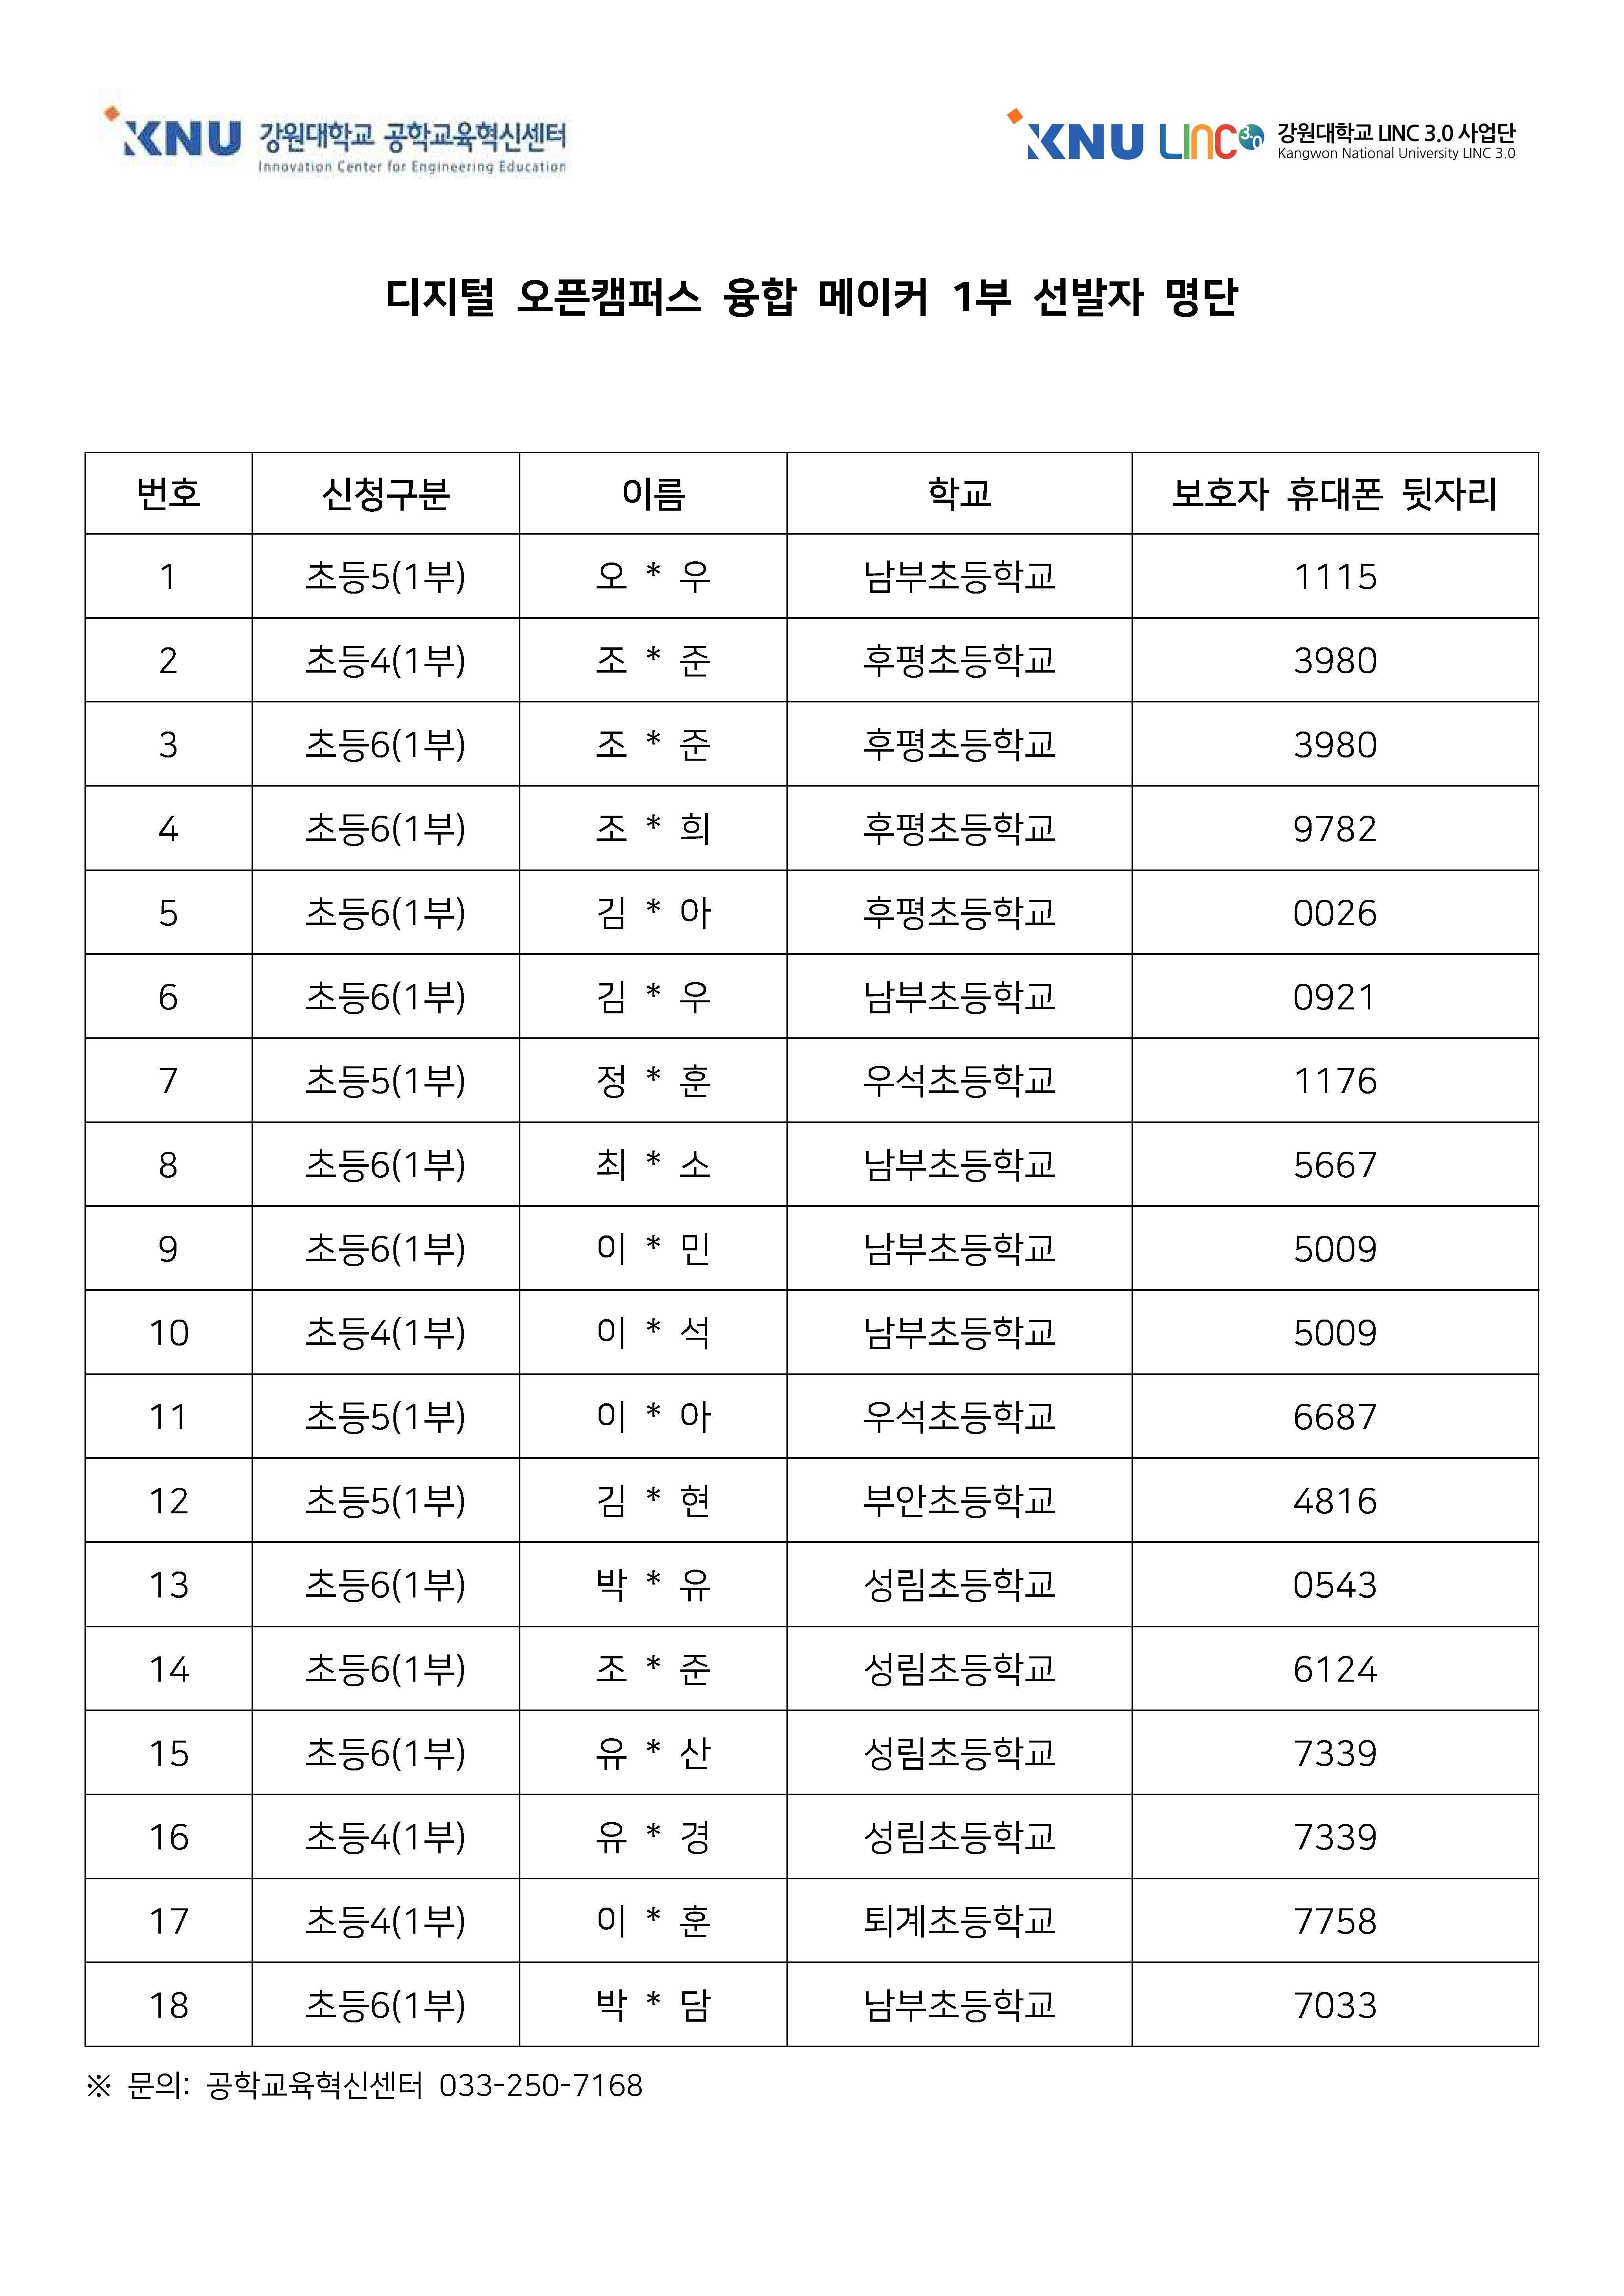 KNU 강원대학교 공학교육혁신센터
Innovation Center for Engineering Education
KNU LINC 3.0 강원대학교 LINC 3.0 사업단
Kangwon National University LINC 3.0
디지털 오픈캠퍼스 융합 메이커 1부 선발자 명단
번호 신청구분 이름 학교 보호자 휴대폰 뒷자리
1 초등5(1부) 오 * 우 남부초등학교 1115
2 초등4(1부) 조 * 준 후평초등학교 3980
3 초등6(1부) 조 * 준 후평초등학교 3980
4 초등6(1부) 조 * 희 후평초등학교 9782
5 초등6(1부) 김 * 아 후평초등학교 0026
6 초등6(1부) 김 * 우 남부초등학교 0921
7 초등5(1부) 정 * 훈 우석초등학교 1176
8 초등6(1부) 최 * 소 남부초등학교 5667
9 초등6(1부) 이 * 민 남부초등학교 5009
10 초등4(1부) 이 * 석 남부초등학교 5009
11 초등5(1부) 이 * 아 우석초등학교 6687
12 초등5(1부) 김 * 현 부안초등학교 4816
13 초등6(1부) 박 * 유 성림초등학교 0543
14 초등6(1부) 조 * 준 성림초등학교 6124
15 초등6(1부) 유 * 산 성림초등학교 7339
16 초등4(1부) 유 * 경 성림초등학교 7339
17 초등4(1부) 이 * 훈 퇴계초등학교 7758
18 초등6(1부) 박 * 담 남부초등학교 7033
※ 문의: 공학교육혁신센터 033-250-7168